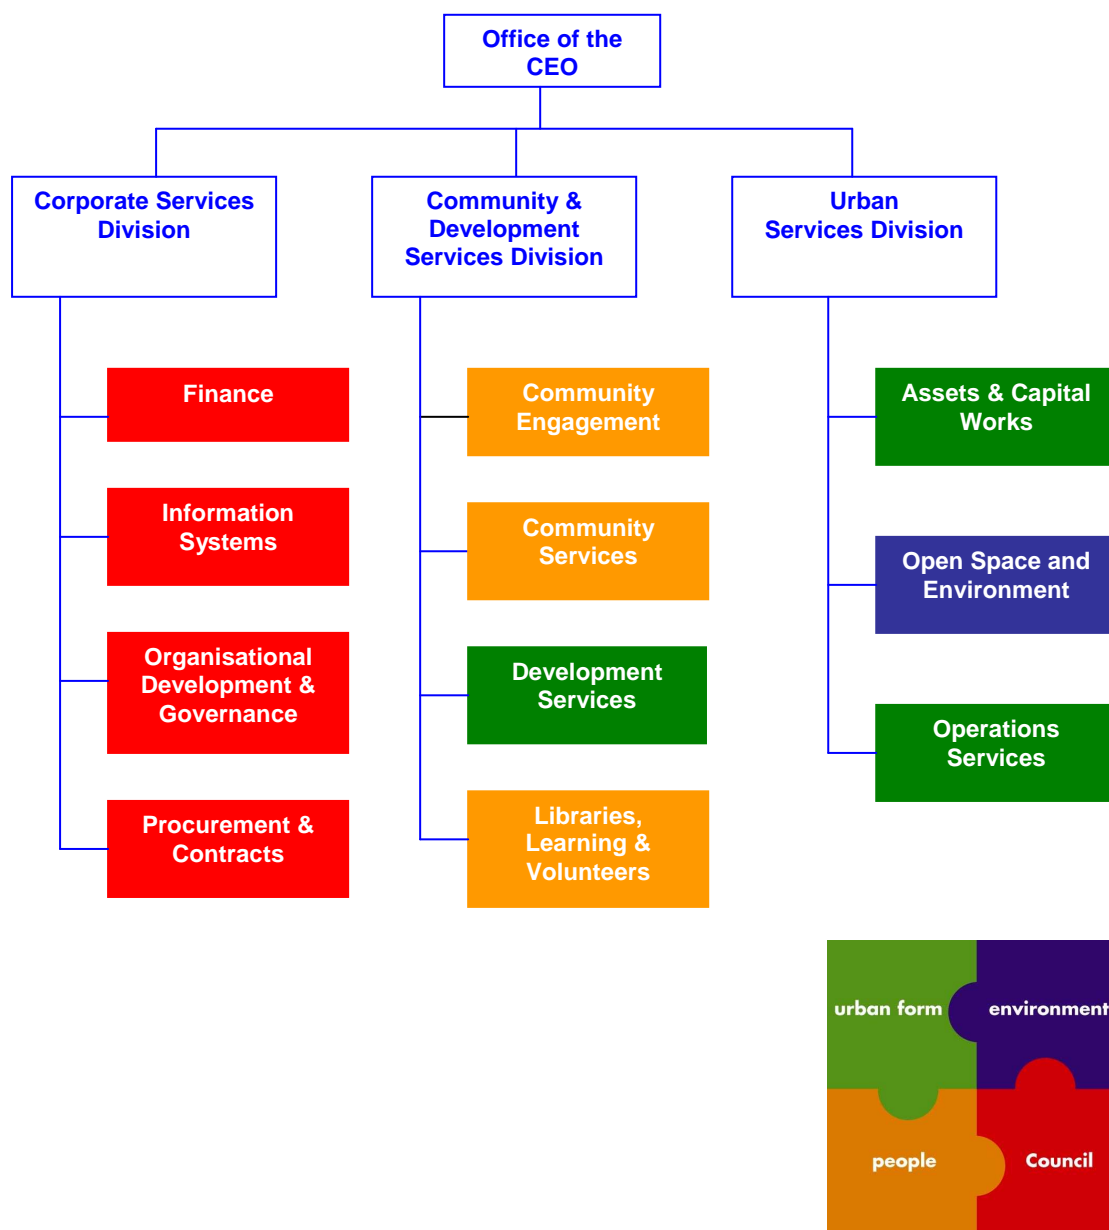 Office of the
CEO
Corporate Services
Division
Community &
Development
Services Division
Urban
Services Division
Finance
Information
Systems
Organisational
Development &
Governance
Procurement &
Contracts
Community
Engagement
Community
Services
Development
Services
Libraries,
Learning &
Volunteers
Assets & Capital
Works
Open Space and
Environment
Operations
Services
urban form
environment
people
Council